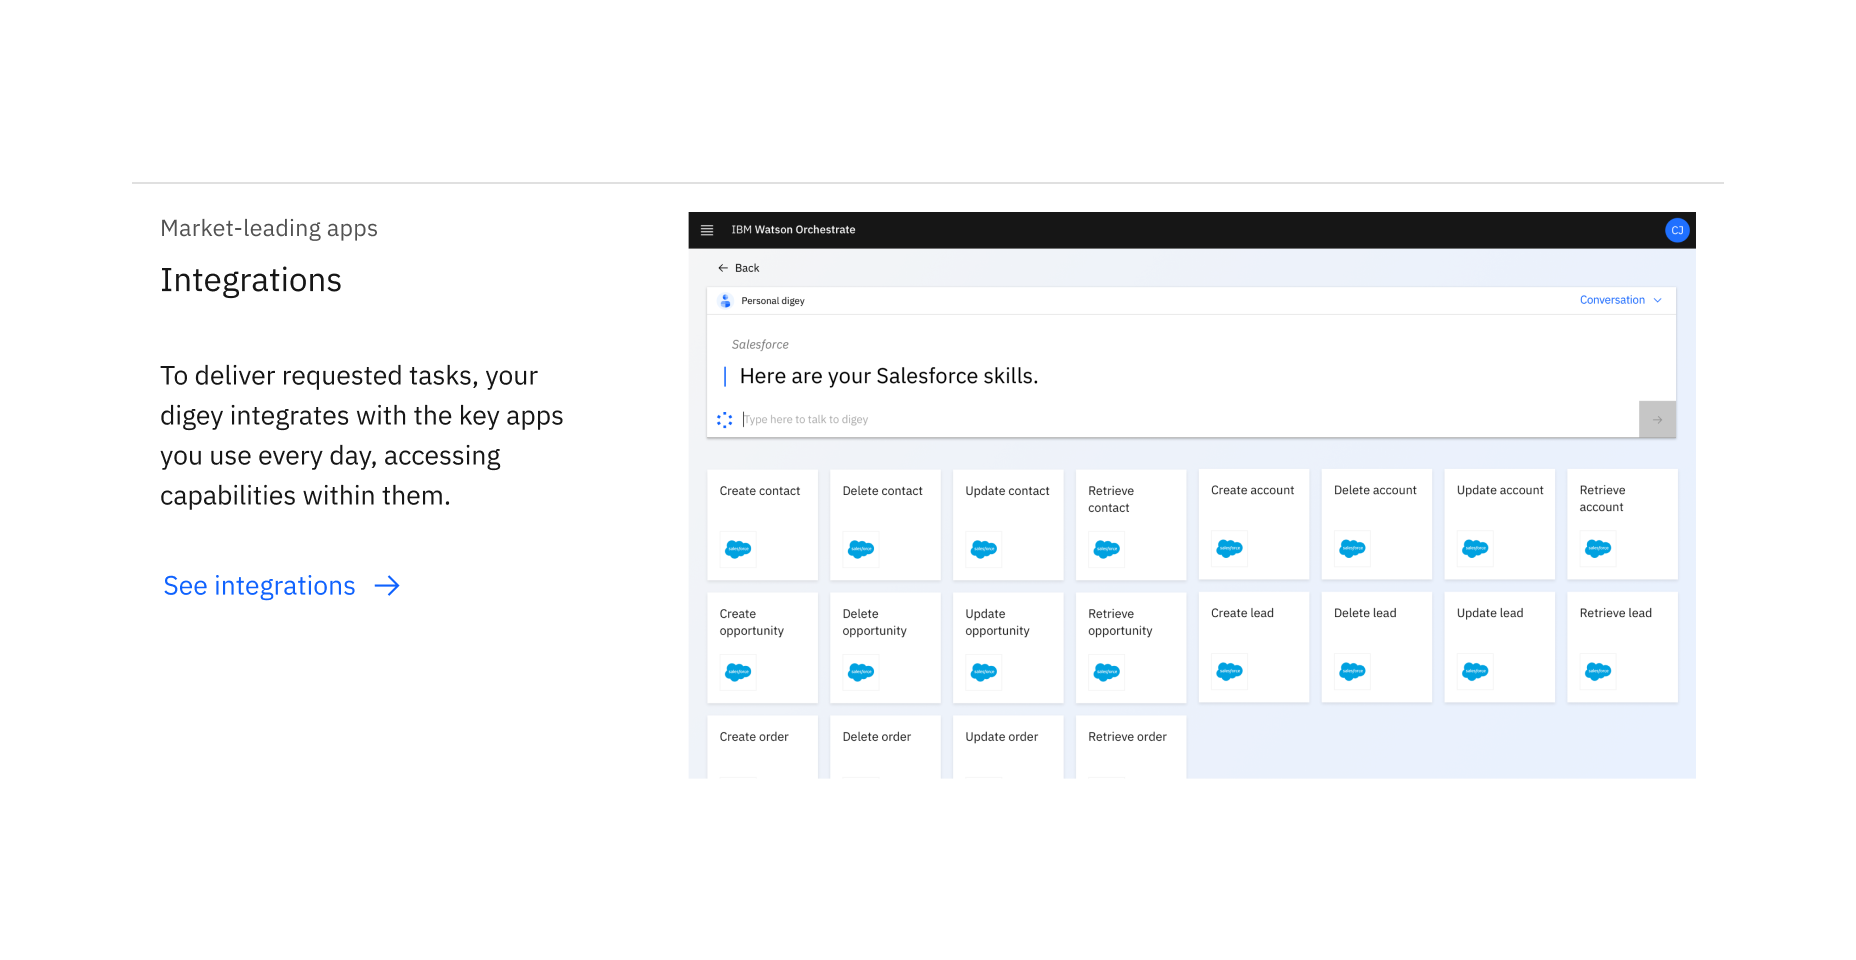 Market-leading apps
Integrations
To deliver requested tasks, your
digey integrates with the key apps
you use every day, accessing
capabilities within them.
See integrations
IBM Watson Orchestrate
CJ
Back
Personal digey
Conversation
Salesforce
Here are your Salesforce skills.
Type here to talk to digey
Create contact
salesforce
Delete contact
salesforce
Update contact
salesforce
Retrieve
contact
salesforce
Create account
salesforce
Delete account
salesforce
Update account
salesforce
Retrieve
account
salesforce
Create
opportunity
salesforce
Delete
opportunity
salesforce
Update
opportunity
salesforce
Retrieve
opportunity
salesforce
Create lead
salesforce
Delete lead
salesforce
Update lead
salesforce
Retrieve lead
salesforce
Create order
Delete order
Update order
Retrieve order